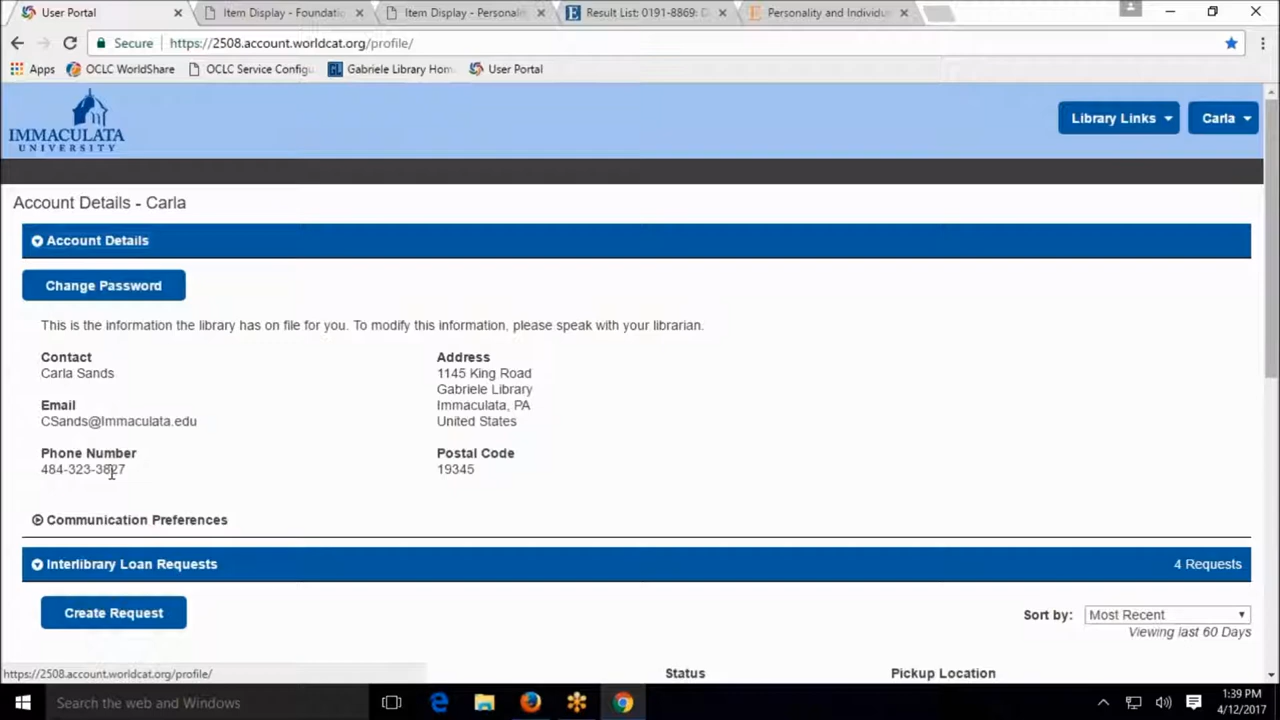 User Portal
Item Display - Foundatio
Item Display - Personalm
Result List: 0191-8869:
Personality and Individu
Secure https://2508.account.worldcat.org/profile/
Apps OCLC WorldShare OCLC Service Configu Gabriele Library Hom User Portal
IMMACULATA
UNIVERSITY
Library Links
Carla
Account Details - Carla
Account Details
Change Password
This is the information the library has on file for you. To modify this information, please speak with your librarian.
Contact
Carla Sands
Email
CSands@Immaculata.edu
Phone Number
484-323-3827
Address
1145 King Road
Gabriele Library
Immaculata, PA
United States
Postal Code
19345
Communication Preferences
Interlibrary Loan Requests
4 Requests
Create Request
Sort by: Most Recent
Viewing last 60 Days
https://2508.account.worldcat.org/profile/
Status
Pickup Location
Search the web and Windows
1:39 PM
4/12/2017